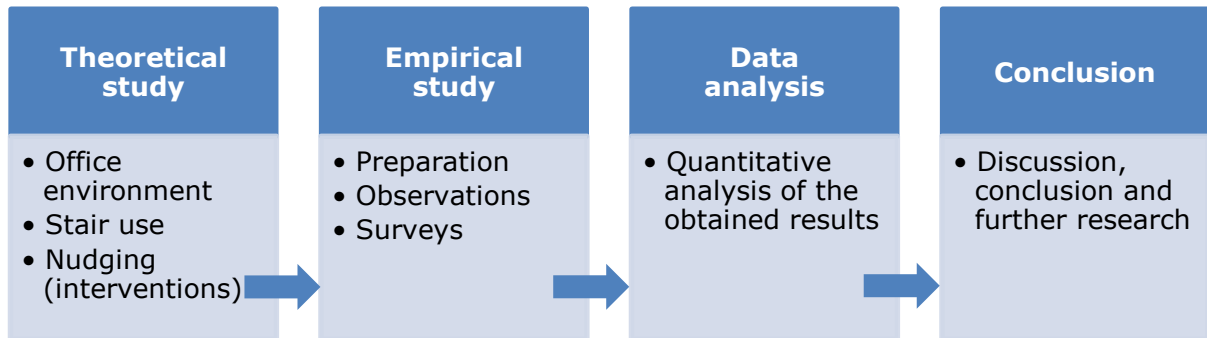 Theoretical
study
• Office
environment
• Stair use
• Nudging
(interventions)
Empirical
study
• Preparation
• Observations
• Surveys
Data
analysis
• Quantitative
analysis of the
obtained results
Conclusion
• Discussion,
conclusion and
further research